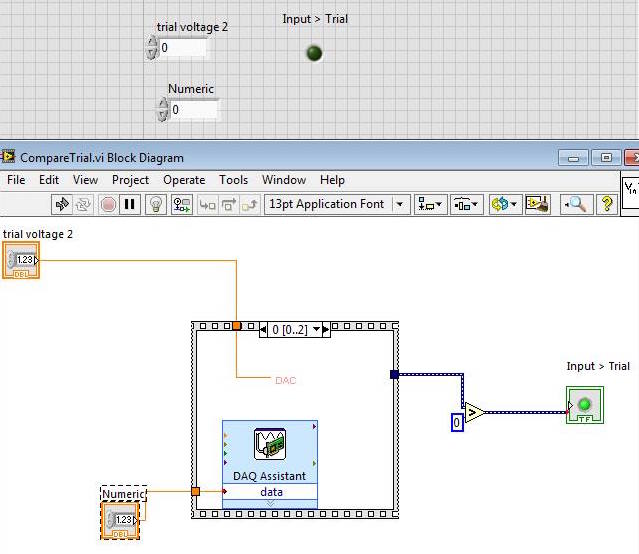 trial voltage 2
0
Input > Trial
Numeric
0
CompareTrial.vi Block Diagram
File Edit View Project Operate Tools Window Help
13pt Application Font
trial voltage 2
1.23
DBL
0 [0..2]
DAC
Input > Trial
>
0
TF
DAQ Assistant
data
Numeric
1.23
DBL